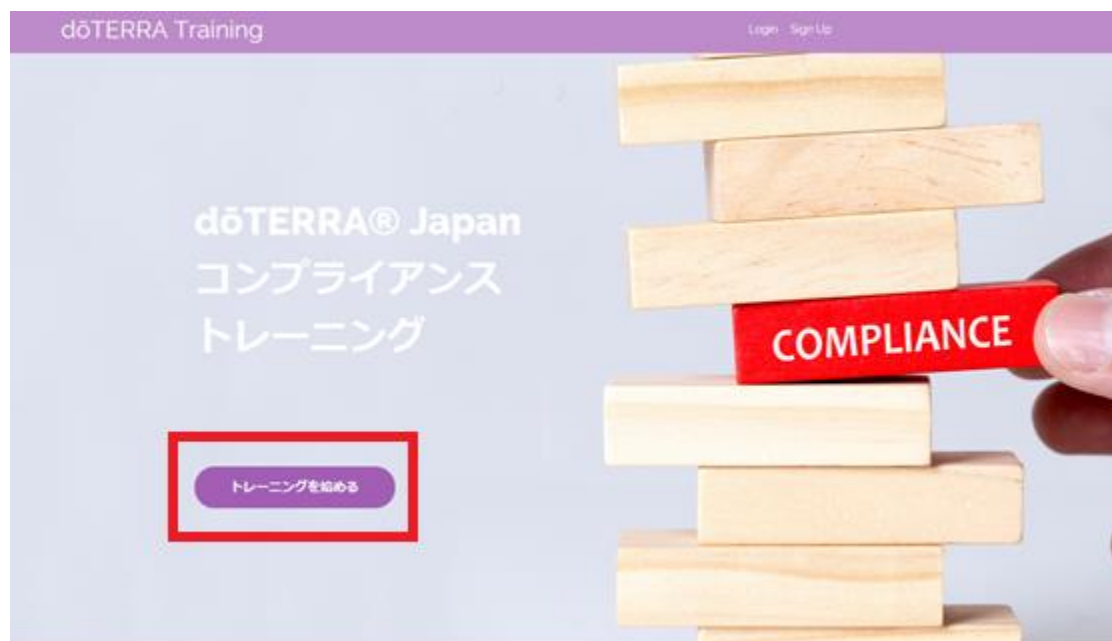 dōTERRA Training
Login
Sign Up
dōTERRA® Japan
コンプライアンス
トレーニング
COMPLIANCE
トレーニングを始める